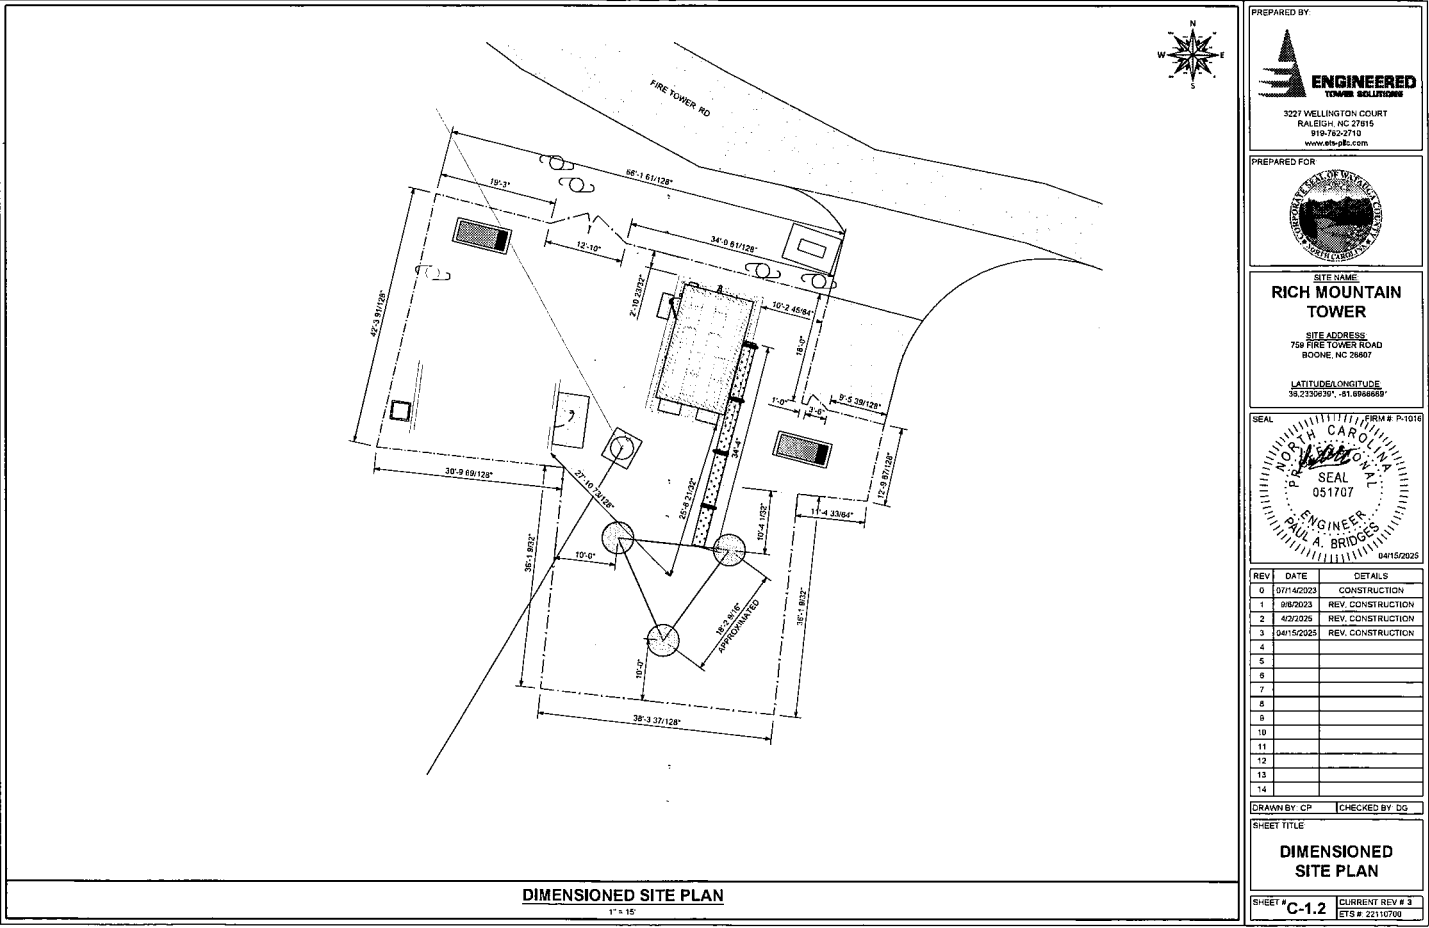 N
W
E
S
FIRE TOWER RD
66'-1 61/128"
19'-3"
12'-10"
34'-0 61/128"
2'-10 23/32"
10'-2 45/64"
18'-0"
42'-3 91/128"
1'-0"
3'-6"
9'-5 39/128"
34'-4"
12'-9 67/128"
30'-9 69/128"
27'-10 73/128"
25'-8 21/32"
11'-4 33/64"
10'-4 1/32"
36'-1 9/32"
10'-0"
18'-2 9/16"
APPROXIMATED
36'-1 9/32"
10'-0"
38'-3 37/128"
DIMENSIONED SITE PLAN
1" = 15'
PREPARED BY:
ENGINEERED
TOWER SOLUTIONS
3227 WELLINGTON COURT
RALEIGH, NC 27615
919-782-2710
www.ets-pllc.com
PREPARED FOR
CORPORATE SEAL OF WATAUGA COUNTY
NORTH CAROLINA
SITE NAME:
RICH MOUNTAIN
TOWER
SITE ADDRESS:
759 FIRE TOWER ROAD
BOONE, NC 28607
LATITUDE/LONGITUDE:
SEAL
FIRM #: P-1016
NORTH CAROLINA
PROFESSIONAL
SEAL
051707
ENGINEER
PAUL A. BRIDGES
04/15/2025
REV DATE DETAILS
0 07/14/2023 CONSTRUCTION
1 9/6/2023 REV. CONSTRUCTION
2 4/2/2025 REV. CONSTRUCTION
3 04/15/2025 REV. CONSTRUCTION
4
5
6
7
8
9
10
11
12
13
14
DRAWN BY: CP CHECKED BY: DG
SHEET TITLE:
DIMENSIONED
SITE PLAN
SHEET # C-1.2
CURRENT REV # 3
ETS #: 22110700